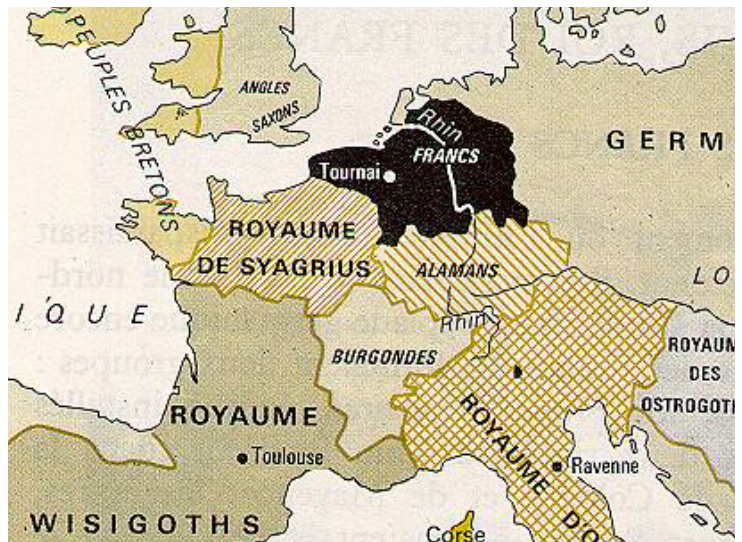 PEUPLES BRETONS
ANGLES
SAXONS
Rhin
FRANCS
GERM
Tournai
ROYAUME
DE SYAGRIUS
ALAMANS
LO
IQUE
Rhin
BURGONDES
ROYAUM
DES
OSTROGOTH
ROYAUME
Toulouse
ROYAUME D'O
Ravenne
WISIGOTHS
Corse